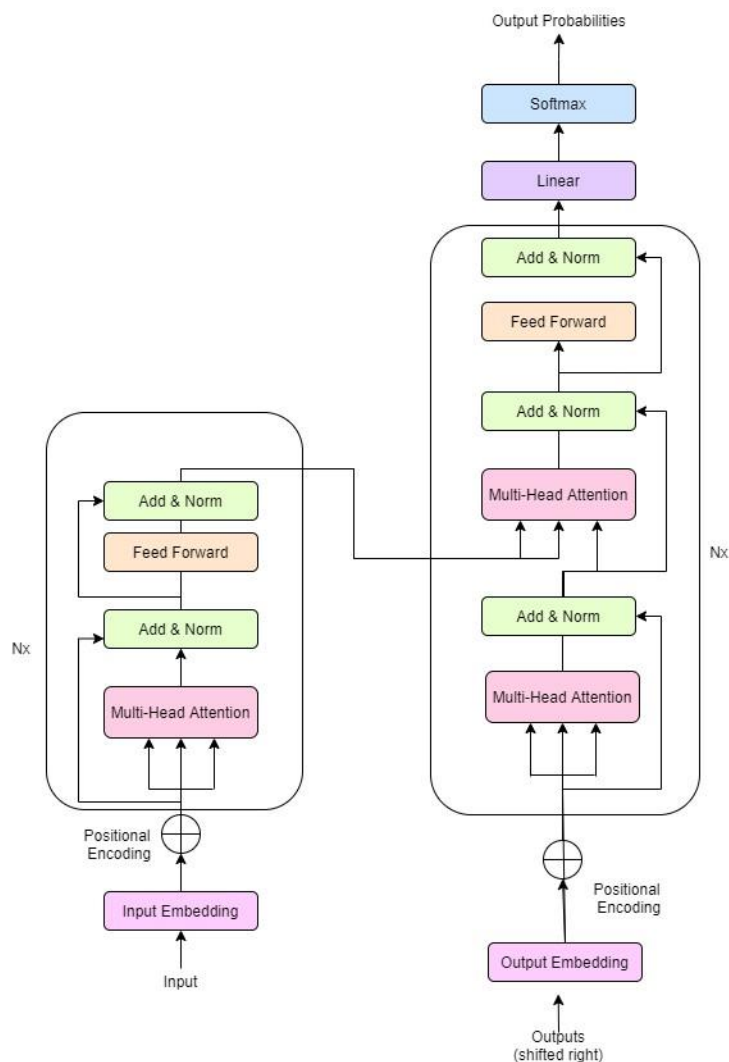 Output Probabilities
Softmax
Linear
Add & Norm
Feed Forward
Add & Norm
Multi-Head Attention
Nx
Add & Norm
Multi-Head Attention
Positional
Encoding
Output Embedding
Outputs
(shifted right)
Add & Norm
Feed Forward
Add & Norm
Nx
Multi-Head Attention
Positional
Encoding
Input Embedding
Input